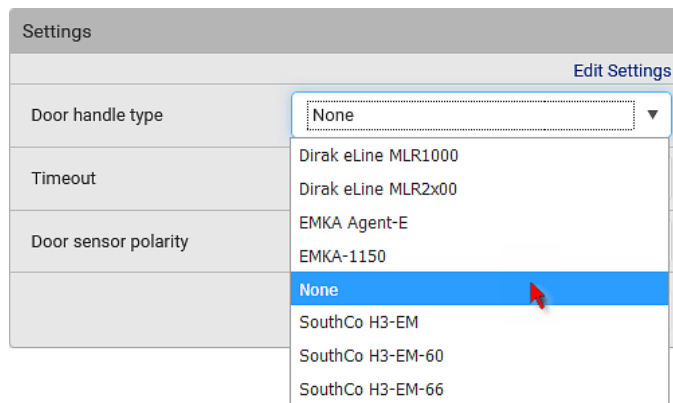 Settings
Edit Settings
Door handle type
None
Dirak eLine MLR1000
Dirak eLine MLR2x00
Timeout
EMKA Agent-E
Door sensor polarity
EMKA-1150
None
SouthCo H3-EM
SouthCo H3-EM-60
SouthCo H3-EM-66